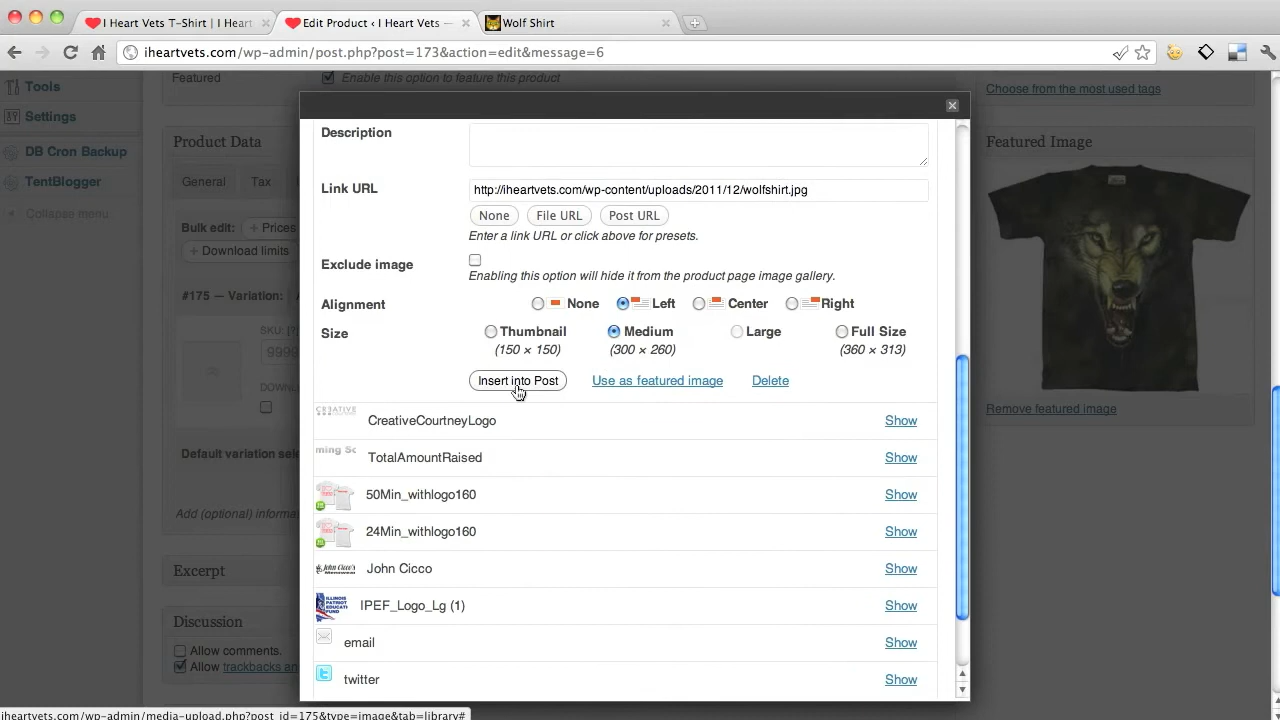 I Heart Vets T-Shirt | I Heart
Edit Product ‹ I Heart Vets —
Wolf Shirt
iheartvets.com/wp-admin/post.php?post=173&action=edit&message=6
Featured
Enable this option to feature this product
Tools
Settings
DB Cron Backup
TentBlogger
Collapse menu
Product Data
General
Tax
Bulk edit:
+ Prices
+ Download limits
#175 — Variation:
SKU: [?]
9999
DOWNL
Default variation sele
Add (optional) informa
Excerpt
Discussion
Allow comments.
Allow trackbacks an
Description
Link URL
http://iheartvets.com/wp-content/uploads/2011/12/wolfshirt.jpg
None
File URL
Post URL
Enter a link URL or click above for presets.
Exclude image
Enabling this option will hide it from the product page image gallery.
Alignment
None
Left
Center
Right
Size
Thumbnail
Medium
Large
Full Size
(150 × 150)
(300 × 260)
(360 × 313)
Insert into Post
Use as featured image
Delete
CreativeCourtneyLogo
Show
TotalAmountRaised
Show
50Min_withlogo160
Show
24Min_withlogo160
Show
John Cicco
Show
IPEF_Logo_Lg (1)
Show
email
Show
twitter
Show
Choose from the most used tags
Featured Image
Remove featured image
iheartvets.com/wp-admin/media-upload.php?post_id=175&type=image&tab=library#